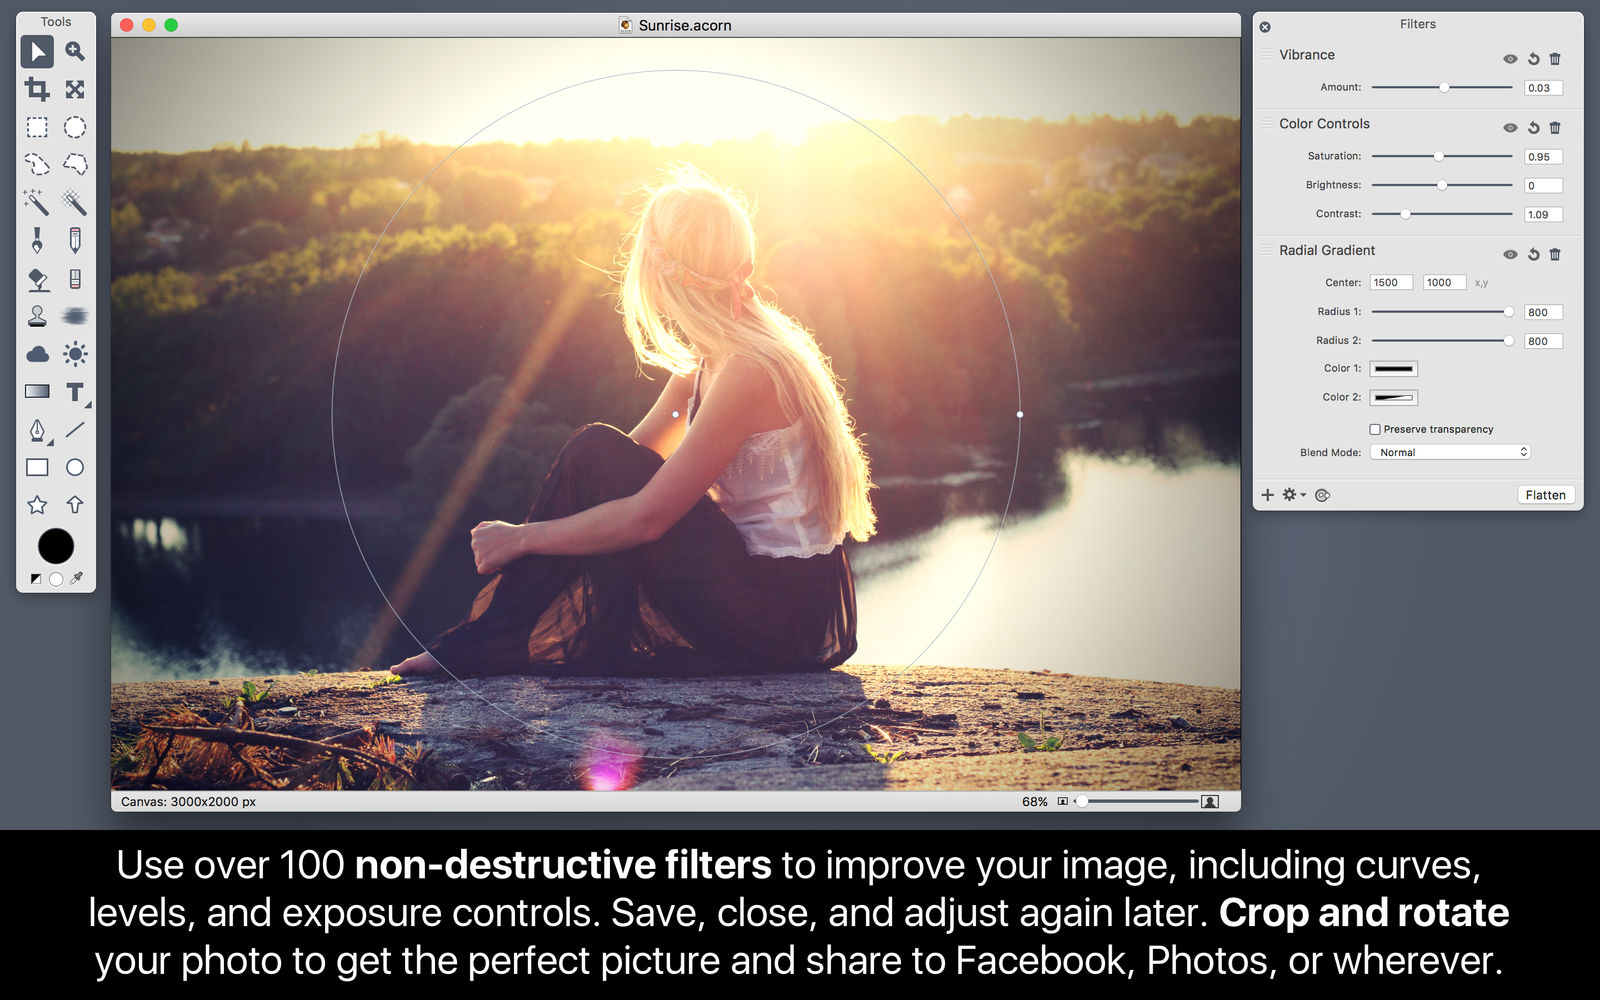 Tools
Sunrise.acorn
Filters
Vibrance
Amount: 0.03
Color Controls
Saturation: 0.95
Brightness: 0
Contrast: 1.09
Radial Gradient
Center: 1500 1000 x,y
Radius 1: 800
Radius 2: 800
Color 1:
Color 2:
Preserve transparency
Blend Mode: Normal
Flatten
Canvas: 3000x2000 px
68%
Use over 100 non-destructive filters to improve your image, including curves,
levels, and exposure controls. Save, close, and adjust again later. Crop and rotate
your photo to get the perfect picture and share to Facebook, Photos, or wherever.